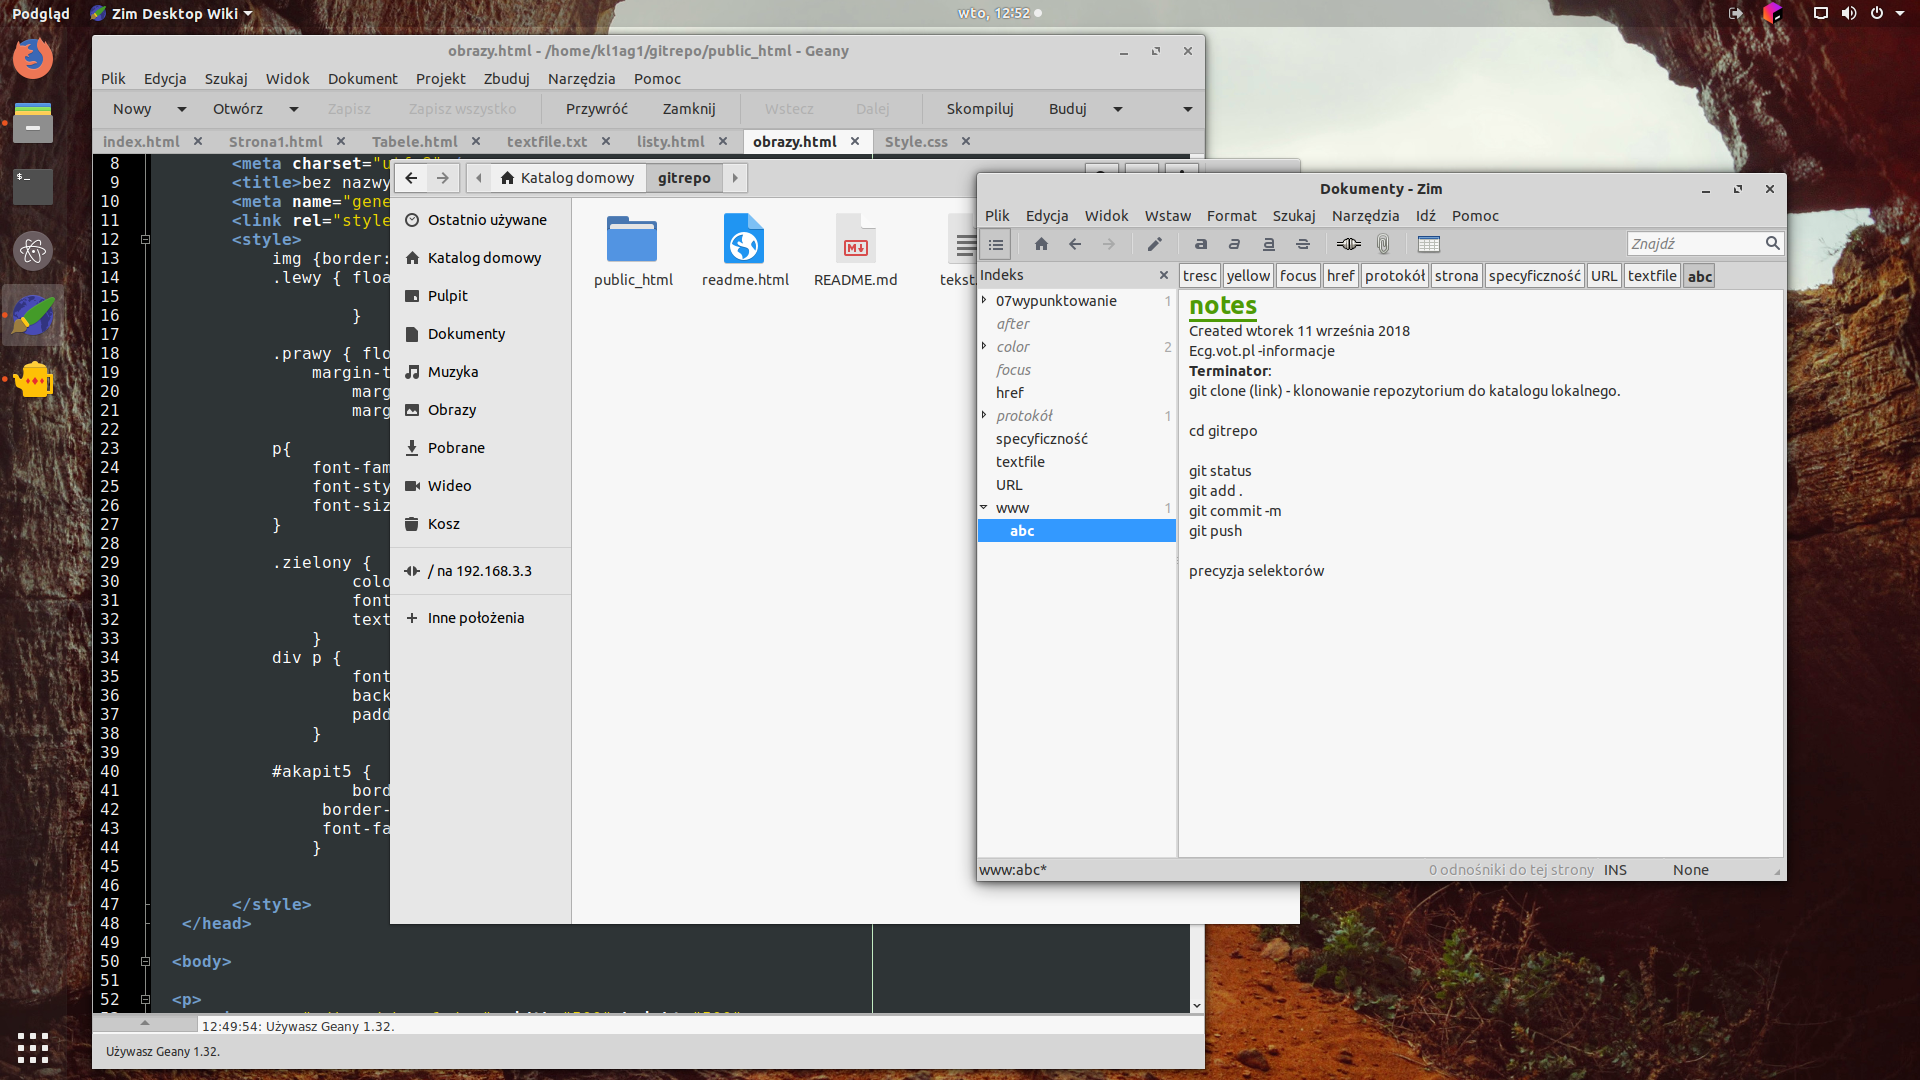 Podgląd Zim Desktop Wiki wto, 12:52
obrazy.html - /home/kl1ag1/gitrepo/public_html - Geany
Plik Edycja Szukaj Widok Dokument Projekt Zbuduj Narzędzia Pomoc
Nowy Otwórz Zapisz Zapisz wszystko Przywróć Zamknij Wstecz Dalej Skompiluj Buduj
index.html Strona1.html Tabele.html textfile.txt listy.html obrazy.html Style.css
8 <meta charset=
9 <title>bez nazwy
10 <meta name="gene
11 <link rel="style
12 <style>
13 img {border:
14 .lewy { floa
15
16 }
17
18 .prawy { flo
19 margin-t
20 marg
21 marg
22
23 p{
24 font-fam
25 font-sty
26 font-siz
27 }
28
29 .zielony {
30 colo
31 font
32 text
33 }
34 div p {
35 font
36 back
37 padd
38 }
39
40 #akapit5 {
41 bord
42 border-
43 font-fa
44 }
45
46
47 </style>
48 </head>
49
50 <body>
51
52 <p>
12:49:54: Używasz Geany 1.32.
Używasz Geany 1.32.
Katalog domowy gitrepo
Ostatnio używane
Katalog domowy
Pulpit
Dokumenty
Muzyka
Obrazy
Pobrane
Wideo
Kosz
/ na 192.168.3.3
Inne położenia
public_html readme.html README.md tekst.
Dokumenty - Zim
Plik Edycja Widok Wstaw Format Szukaj Narzędzia Idź Pomoc
a a a a Znajdź
Indeks
tresc yellow focus href protokół strona specyficzność URL textfile abc
07wypunktowanie 1
after
color 2
focus
href
protokół 1
specyficzność
textfile
URL
www 1
abc
notes
Created wtorek 11 września 2018
Ecg.vot.pl -informacje
Terminator:
git clone (link) - klonowanie repozytorium do katalogu lokalnego.
cd gitrepo
git status
git add .
git commit -m
git push
precyzja selektorów
www:abc* 0 odnośniki do tej strony INS None